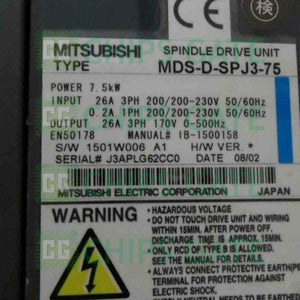 検
MITSUBISHI SPINDLE DRIVE UNIT
TYPE MDS-D-SPJ3-75
POWER 7.5kW
INPUT 26A 3PH 200/200-230V 50/60Hz
0.2A 1PH 200/200-230V 50/60Hz
OUTPUT 26A 3PH 170V 0-500Hz
EN50178 MANUAL# IB-1500158
S/W 1501W006 A1 H/W VER. *
SERIAL# J3APLG62CC0 DATE 08/02
MITSUBISHI ELECTRIC CORPORATION JAPAN
WARNING
• HAZARDOUS VOLTAGE
• DO NOT TOUCH DRIVE UNIT AND WIRING
WITHIN 15MIN. AFTER POWER OFF.
DISCHARGE TIME IS APPROX. 15MIN.
ONLY RCD OF TYPE B IS ALLOWED.
SEE THE MANUAL FOR DETAILS.
• ALWAYS CONNECT PROTECTIVE EARTH(PE)
TERMINAL FOR PROTECTION AGAINST
ELECTRIC SHOCK.